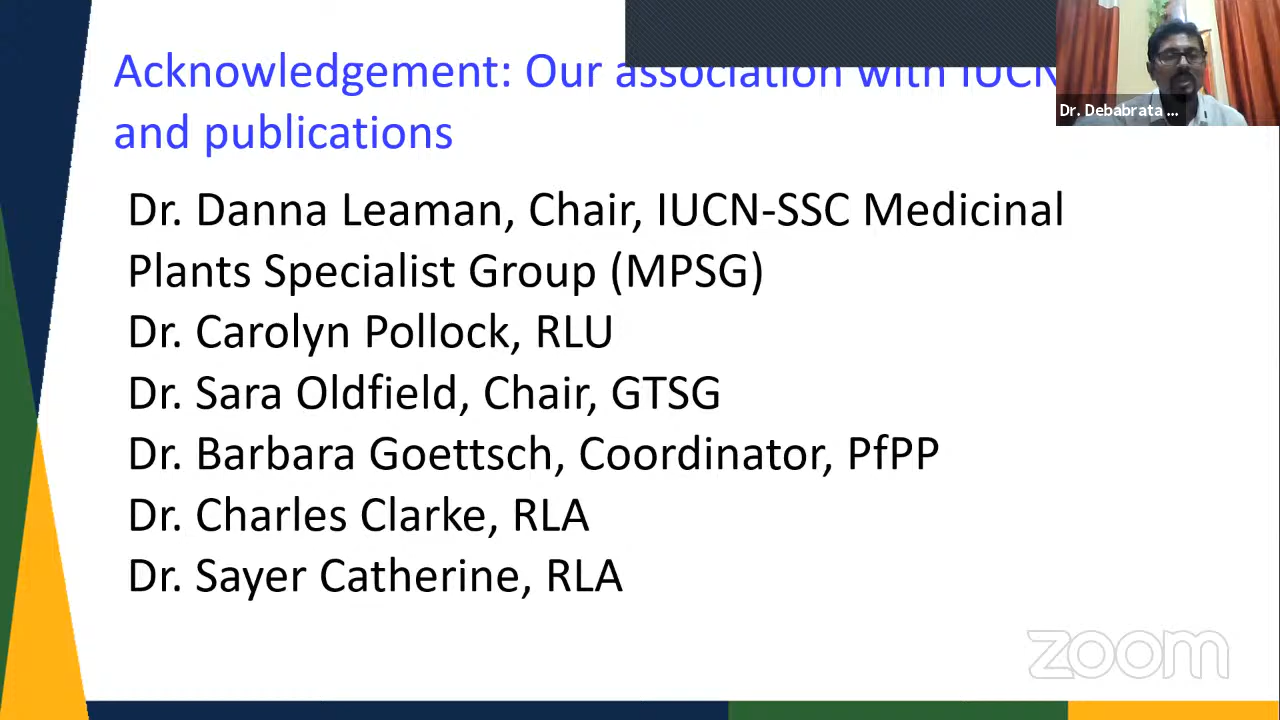 Acknowledgement: Our association with IUCN
and publications
Dr. Debabrata ...
Dr. Danna Leaman, Chair, IUCN-SSC Medicinal
Plants Specialist Group (MPSG)
Dr. Carolyn Pollock, RLU
Dr. Sara Oldfield, Chair, GTSG
Dr. Barbara Goettsch, Coordinator, PfPP
Dr. Charles Clarke, RLA
Dr. Sayer Catherine, RLA
zoom